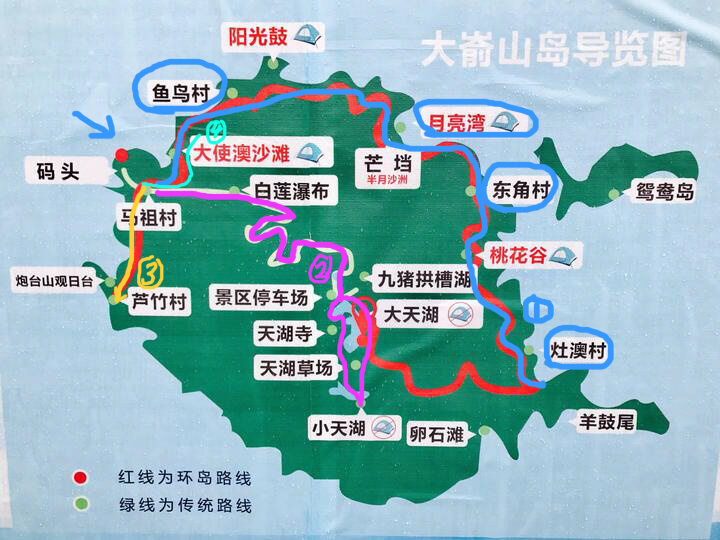 大嵛山岛导览图
阳光鼓
鱼鸟村
月亮湾
①
大使澳沙滩
码头
芒垱
半月沙洲
白莲瀑布
东角村
鸳鸯岛
马祖村
桃花谷
②
③
炮台山观日台
芦竹村
景区停车场
九猪拱槽湖
大天湖
①
天湖寺
天湖草场
灶澳村
小天湖
卵石滩
羊鼓尾
红线为环岛路线
绿线为传统路线